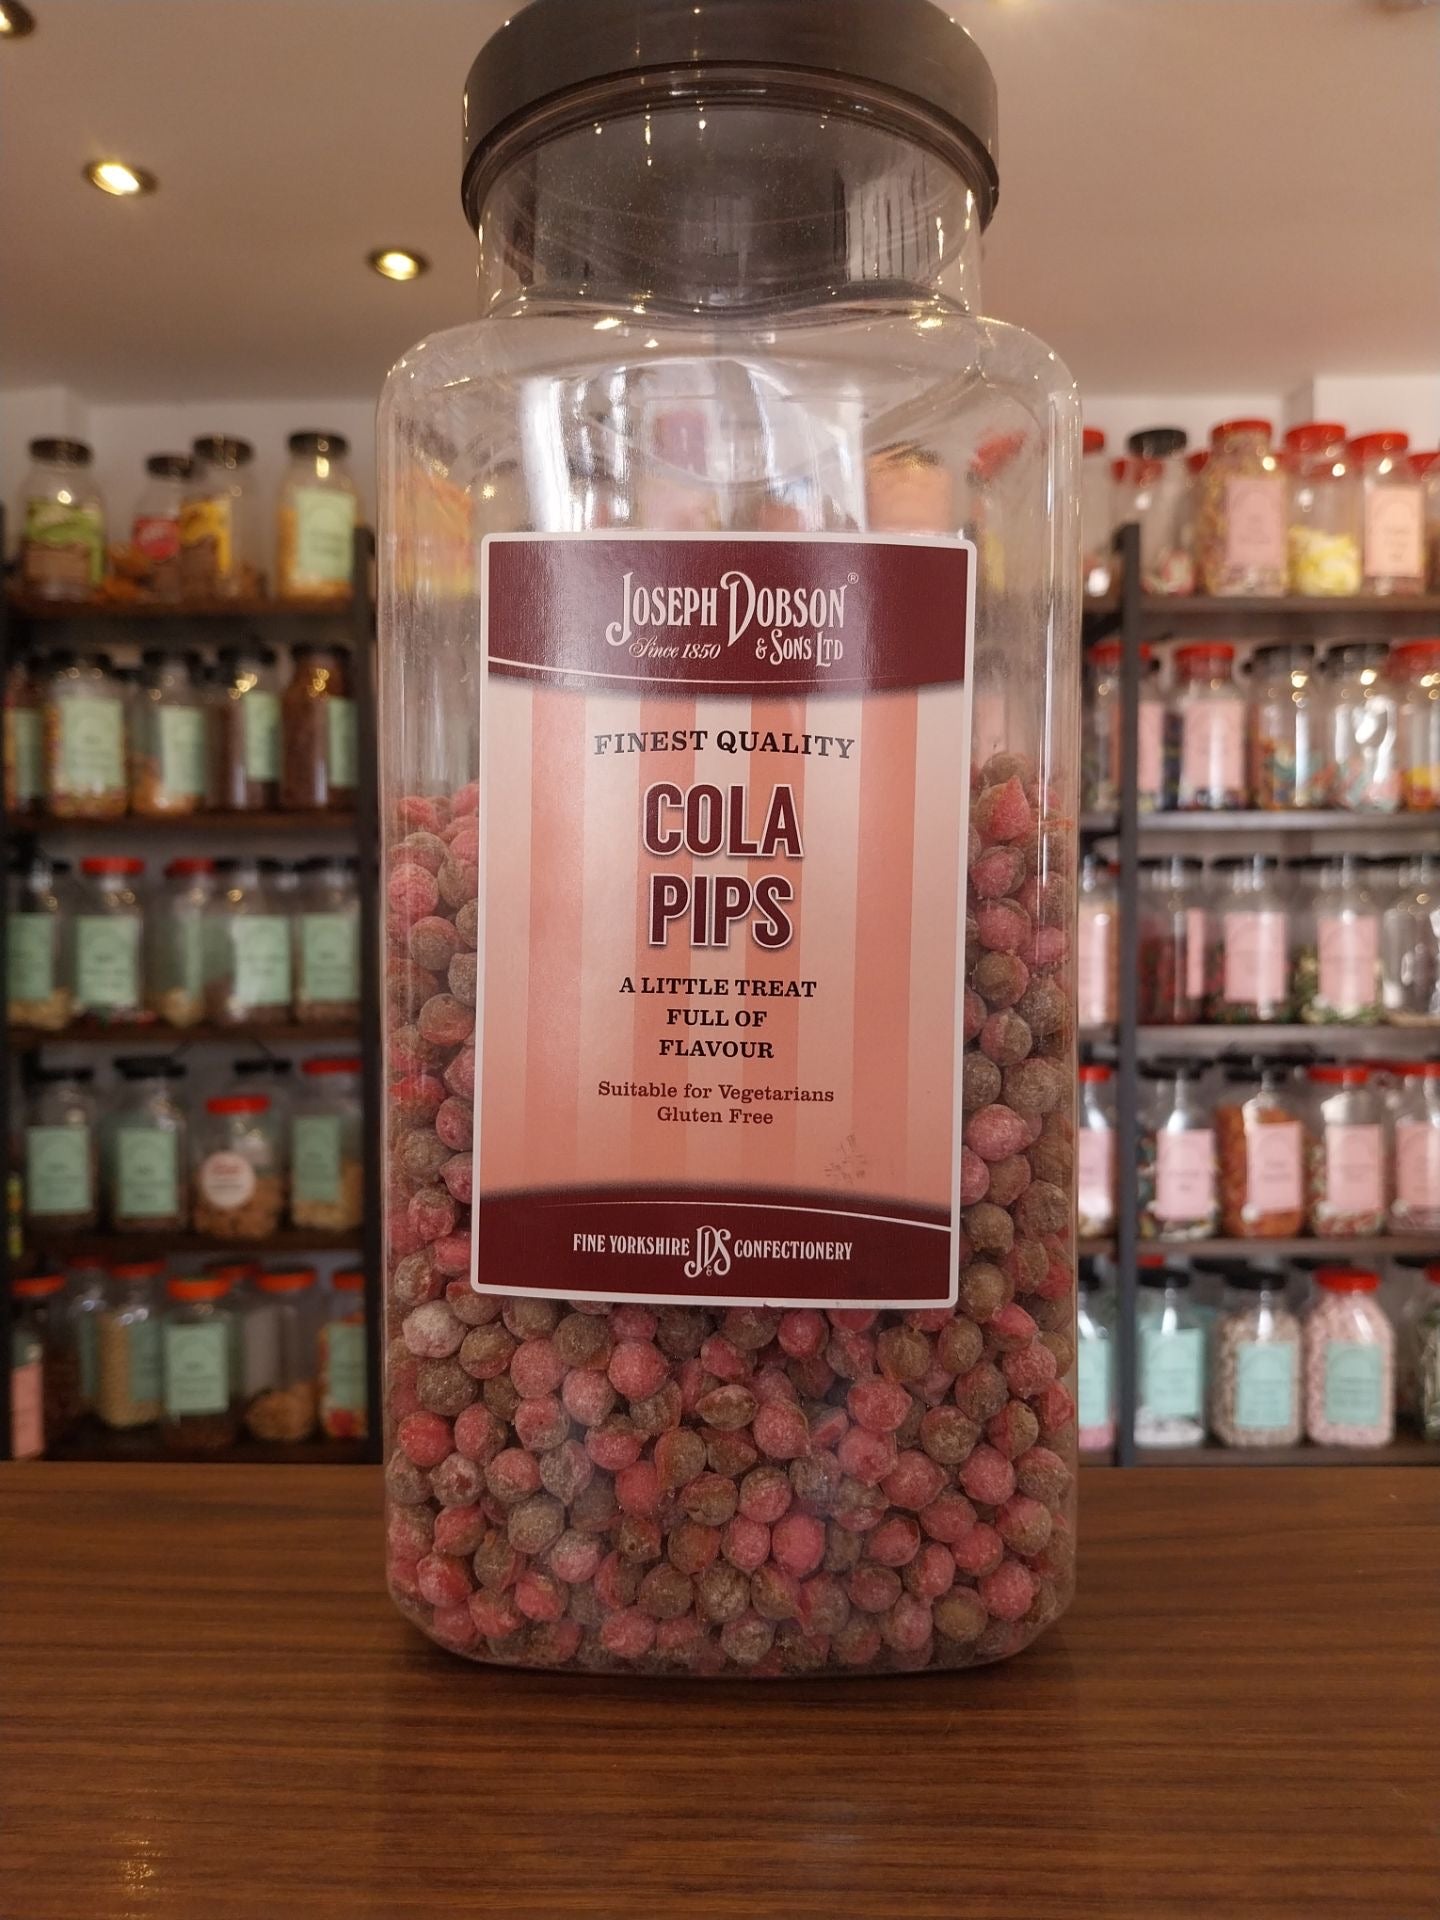 JOSEPH DOBSON®
Since 1850 & SONS LTD
FINEST QUALITY
COLA
PIPS
A LITTLE TREAT
FULL OF
FLAVOUR
Suitable for Vegetarians
Gluten Free
FINE YORKSHIRE JD&S CONFECTIONERY